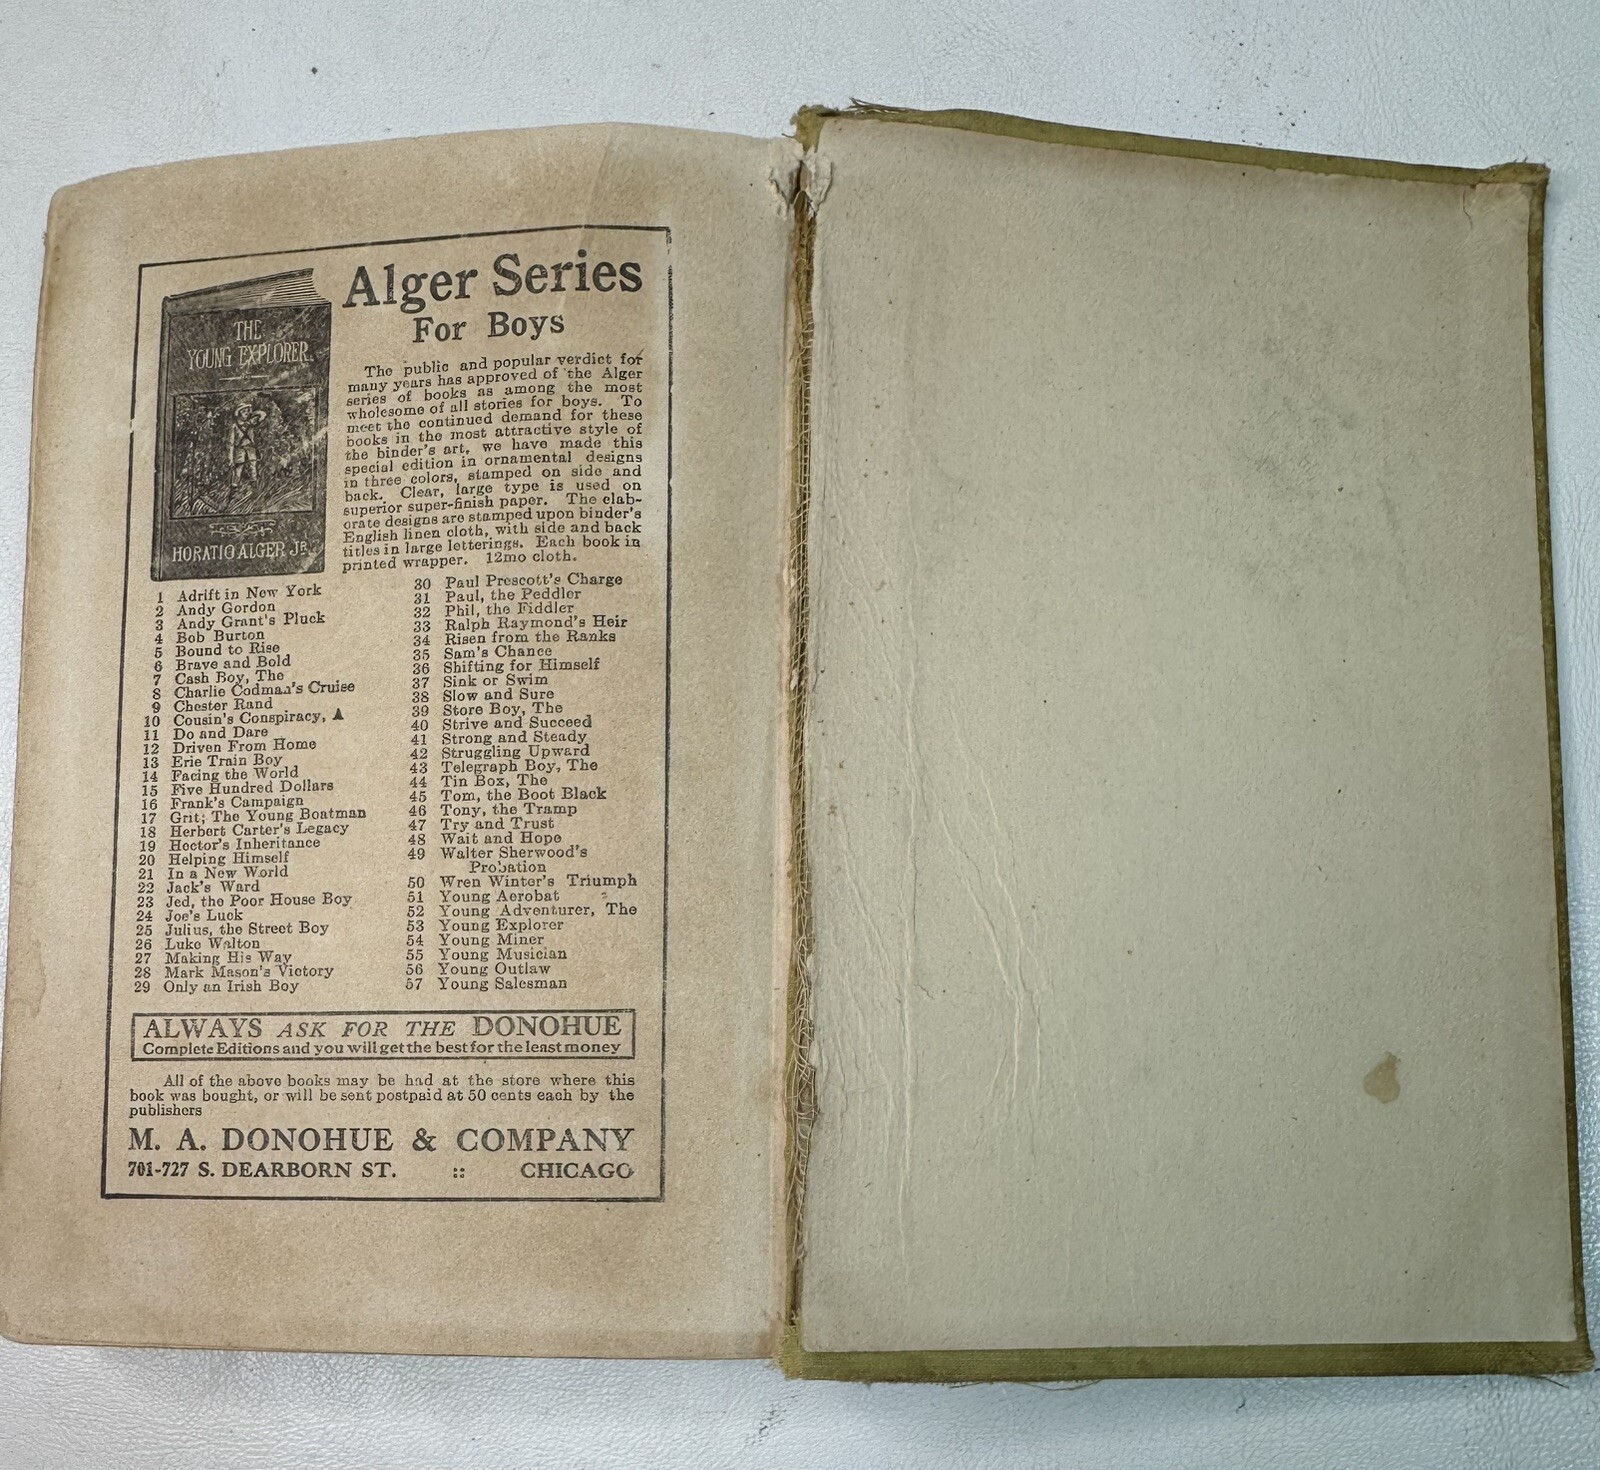 THE
YOUNG EXPLORER.
HORATIO ALGER JR.
Alger Series
For Boys
The public and popular verdict for
many years has approved of the Alger
series of books as among the most
wholesome of all stories for boys. To
meet the continued demand for these
books in the most attractive style of
the binder's art, we have made this
special edition in ornamental designs
in three colors, stamped on side and
back. Clear, large type is used on
superior super-finish paper. The elab-
orate designs are stamped upon binder's
English linen cloth, with side and back
titles in large letterings. Each book in
printed wrapper. 12mo cloth.
1 Adrift in New York
2 Andy Gordon
3 Andy Grant's Pluck
4 Bob Burton
5 Bound to Rise
6 Brave and Bold
7 Cash Boy, The
8 Charlie Codman's Cruise
9 Chester Rand
10 Cousin's Conspiracy, A
11 Do and Dare
12 Driven From Home
13 Erie Train Boy
14 Facing the World
15 Five Hundred Dollars
16 Frank's Campaign
17 Grit; The Young Boatman
18 Herbert Carter's Legacy
19 Hector's Inheritance
20 Helping Himself
21 In a New World
22 Jack's Ward
23 Jed, the Poor House Boy
24 Joe's Luck
25 Julius, the Street Boy
26 Luke Walton
27 Making His Way
28 Mark Mason's Victory
29 Only an Irish Boy
30 Paul Prescott's Charge
31 Paul, the Peddler
32 Phil, the Fiddler
33 Ralph Raymond's Heir
34 Risen from the Ranks
35 Sam's Chance
36 Shifting for Himself
37 Sink or Swim
38 Slow and Sure
39 Store Boy, The
40 Strive and Succeed
41 Strong and Steady
42 Struggling Upward
43 Telegraph Boy, The
44 Tin Box, The
45 Tom, the Boot Black
46 Tony, the Tramp
47 Try and Trust
48 Wait and Hope
49 Walter Sherwood's
Probation
50 Wren Winter's Triumph
51 Young Acrobat
52 Young Adventurer, The
53 Young Explorer
54 Young Miner
55 Young Musician
56 Young Outlaw
57 Young Salesman
ALWAYS ASK FOR THE DONOHUE
Complete Editions and you will get the best for the least money
All of the above books may be had at the store where this
book was bought, or will be sent postpaid at 50 cents each by the
publishers
M. A. DONOHUE & COMPANY
701-727 S. DEARBORN ST. :: CHICAGO